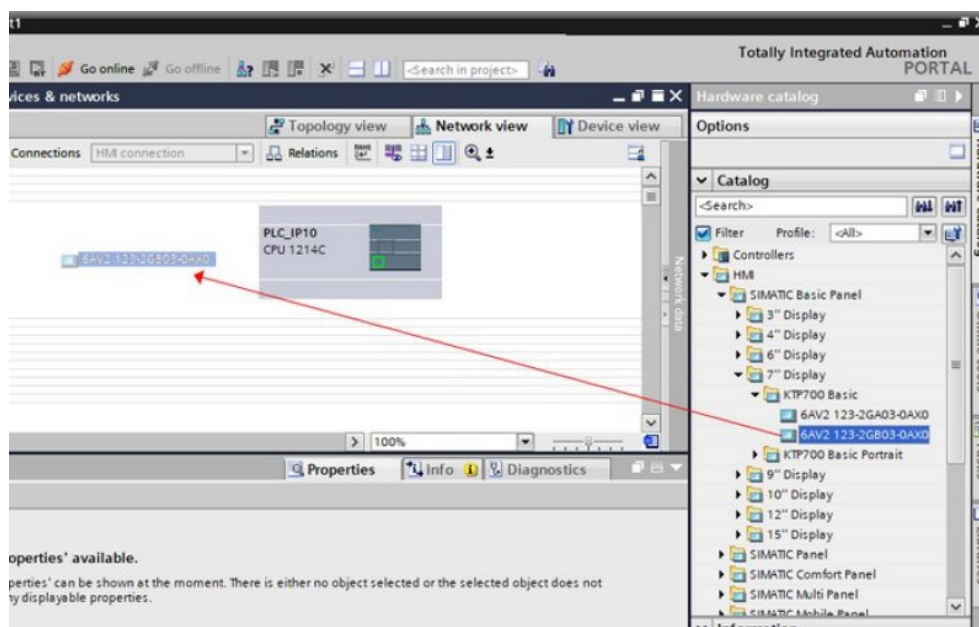 t1
Totally Integrated Automation
PORTAL
Go online Go offline <Search in project>
vices & networks
Hardware catalog
Topology view Network view Device view
Options
Connections HMI connection Relations
Catalog
<Search>
PLC_IP10
CPU 1214C
Filter Profile: <All>
6AV2 123-2GB03-0AX0
Controllers
HMI
SIMATIC Basic Panel
3" Display
4" Display
6" Display
7" Display
KTP700 Basic
6AV2 123-2GA03-0AX0
6AV2 123-2GB03-0AX0
KTP700 Basic Portrait
9" Display
10" Display
12" Display
15" Display
SIMATIC Panel
SIMATIC Comfort Panel
SIMATIC Multi Panel
SIMATIC Mobile Panel
Network data
100%
Properties Info Diagnostics
operties' available.
perties' can be shown at the moment. There is either no object selected or the selected object does not
ny displayable properties.